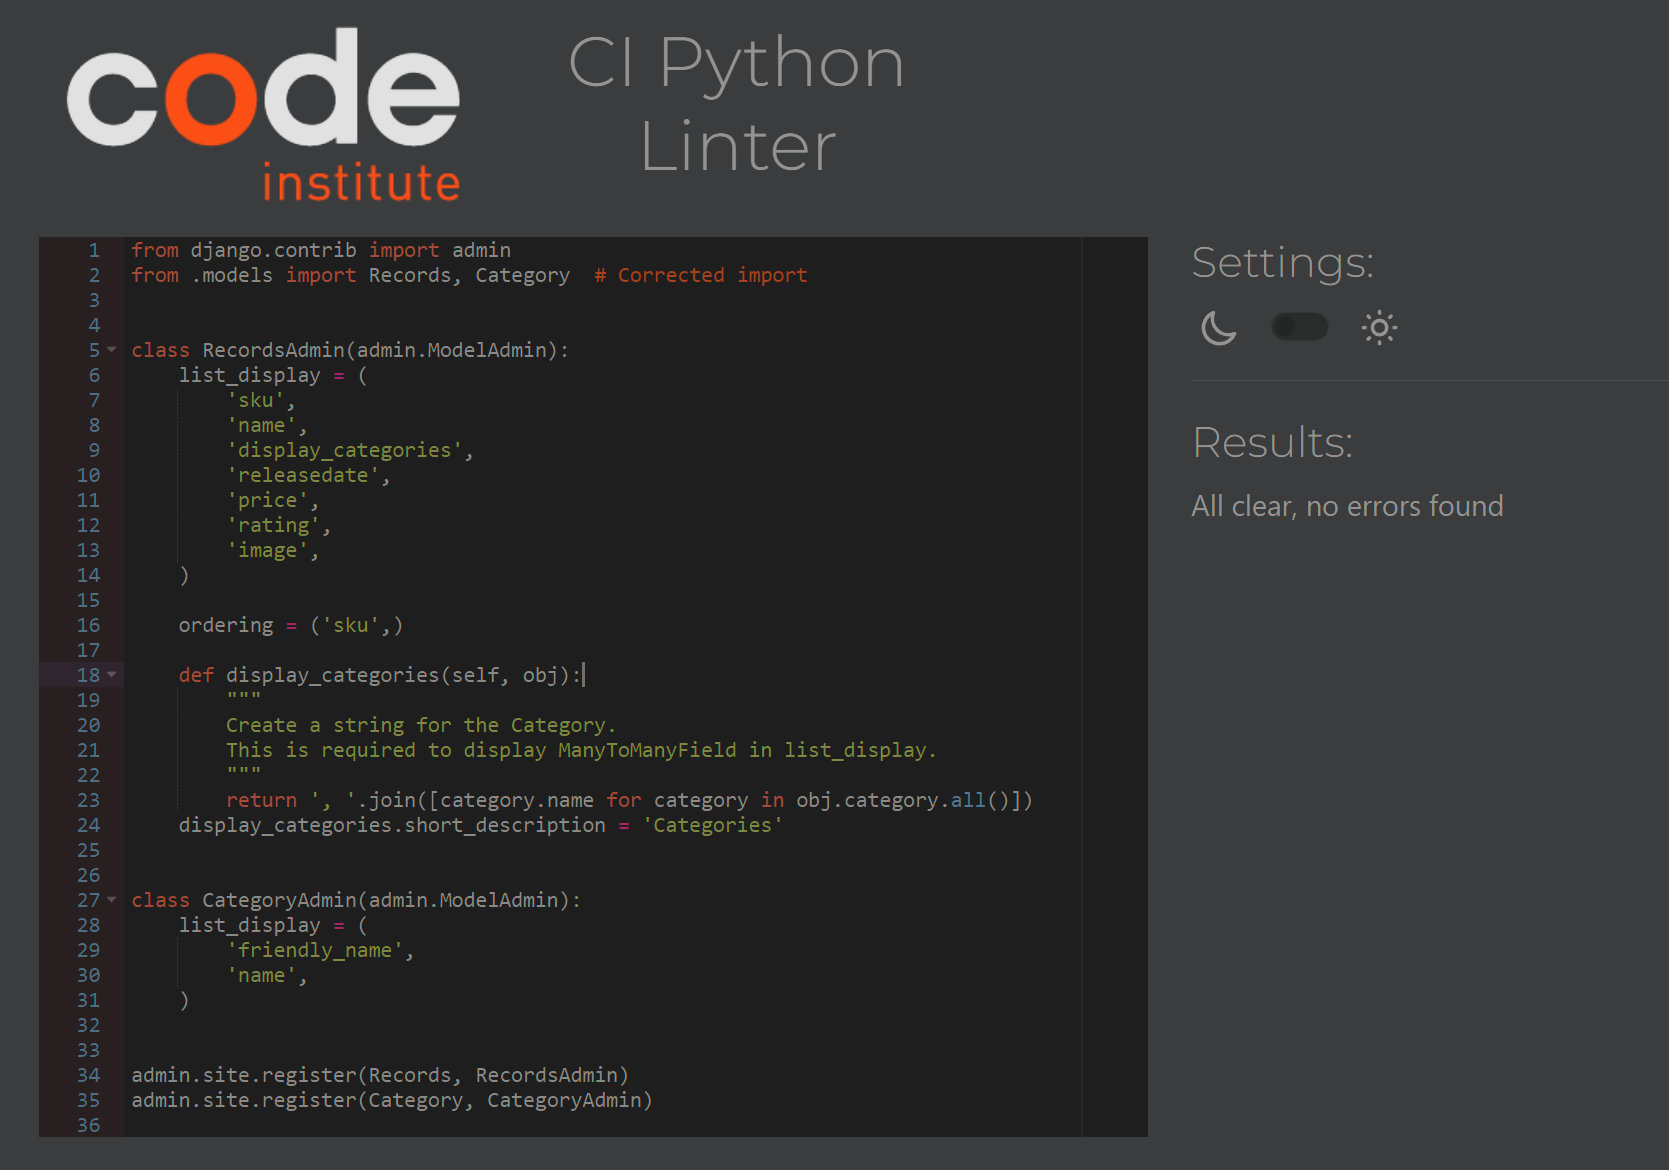 code
institute
CI Python
Linter
1 from django.contrib import admin
2 from .models import Records, Category  # Corrected import
3
4
5 class RecordsAdmin(admin.ModelAdmin):
6     list_display = (
7         'sku',
8         'name',
9         'display_categories',
10         'releasedate',
11         'price',
12         'rating',
13         'image',
14     )
15
16     ordering = ('sku',)
17
18     def display_categories(self, obj):
19         """
20         Create a string for the Category.
21         This is required to display ManyToManyField in list_display.
22         """
23         return ', '.join([category.name for category in obj.category.all()])
24     display_categories.short_description = 'Categories'
25
26
27 class CategoryAdmin(admin.ModelAdmin):
28     list_display = (
29         'friendly_name',
30         'name',
31     )
32
33
34 admin.site.register(Records, RecordsAdmin)
35 admin.site.register(Category, CategoryAdmin)
36
Settings:
Results:
All clear, no errors found